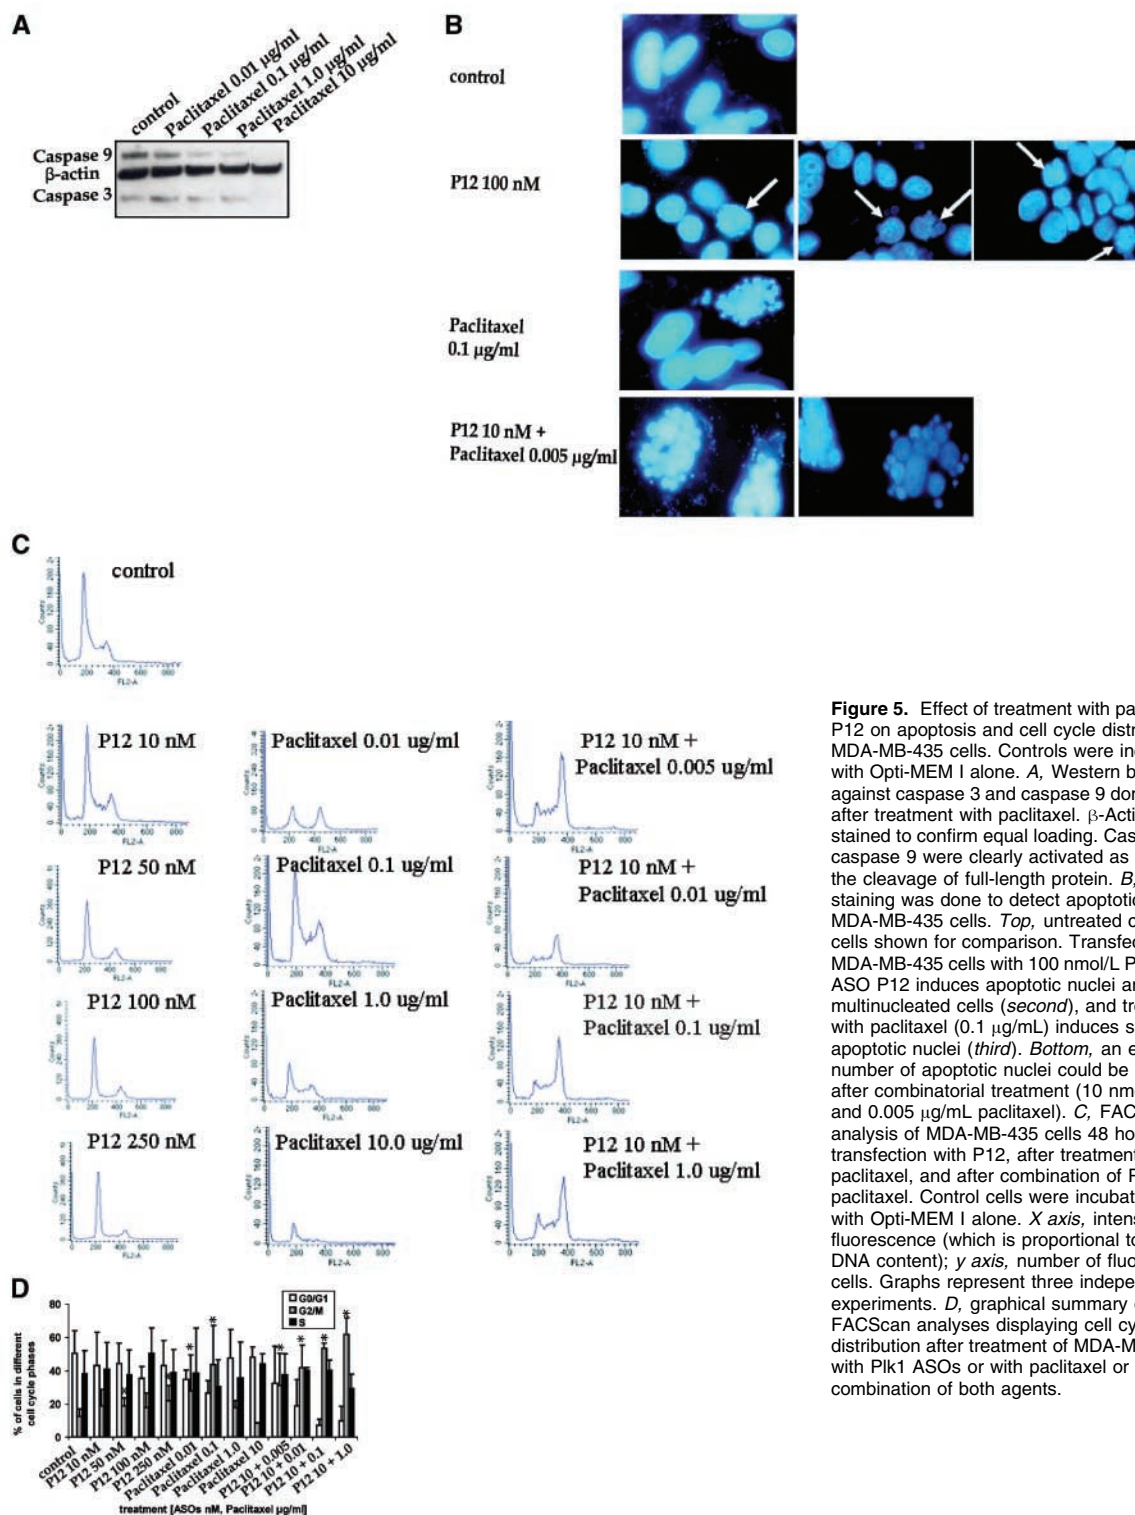 A
control
Paclitaxel 0.01 µg/ml
Paclitaxel 0.1 µg/ml
Paclitaxel 1.0 µg/ml
Paclitaxel 10 µg/ml
Caspase 9
β-actin
Caspase 3
B
control
P12 100 nM
Paclitaxel
0.1 µg/ml
P12 10 nM +
Paclitaxel 0.005 µg/ml
C
control
P12 10 nM
Paclitaxel 0.01 ug/ml
P12 10 nM +
Paclitaxel 0.005 ug/ml
P12 50 nM
Paclitaxel 0.1 ug/ml
P12 10 nM +
Paclitaxel 0.01 ug/ml
P12 100 nM
Paclitaxel 1.0 ug/ml
P12 10 nM +
Paclitaxel 0.1 ug/ml
P12 250 nM
Paclitaxel 10.0 ug/ml
P12 10 nM +
Paclitaxel 1.0 ug/ml
Counts
FL2-A
0 200 400 600 800
D
% of cells in different
cell cycle phases
80
60
40
20
0
G0/G1
G2/M
S
control
P12 10 nM
P12 50 nM
P12 100 nM
P12 250 nM
Paclitaxel 0.01
Paclitaxel 0.1
Paclitaxel 1.0
Paclitaxel 10
P12 10 + 0.005
P12 10 + 0.01
P12 10 + 0.1
P12 10 + 1.0
treatment [ASOs nM, Paclitaxel µg/ml]
Figure 5. Effect of treatment with pa
P12 on apoptosis and cell cycle distr
MDA-MB-435 cells. Controls were in
with Opti-MEM I alone. A, Western b
against caspase 3 and caspase 9 dor
after treatment with paclitaxel. β-Acti
stained to confirm equal loading. Cas
caspase 9 were clearly activated as
the cleavage of full-length protein. B,
staining was done to detect apoptotic
MDA-MB-435 cells. Top, untreated c
cells shown for comparison. Transfec
MDA-MB-435 cells with 100 nmol/L P
ASO P12 induces apoptotic nuclei an
multinucleated cells (second), and tre
with paclitaxel (0.1 µg/mL) induces s
apoptotic nuclei (third). Bottom, an e
number of apoptotic nuclei could be
after combinatorial treatment (10 nm
and 0.005 µg/mL paclitaxel). C, FAC
analysis of MDA-MB-435 cells 48 ho
transfection with P12, after treatment
paclitaxel, and after combination of P
paclitaxel. Control cells were incubat
with Opti-MEM I alone. X axis, intens
fluorescence (which is proportional to
DNA content); y axis, number of fluo
cells. Graphs represent three indepe
experiments. D, graphical summary o
FACScan analyses displaying cell cy
distribution after treatment of MDA-M
with Plk1 ASOs or with paclitaxel or
combination of both agents.